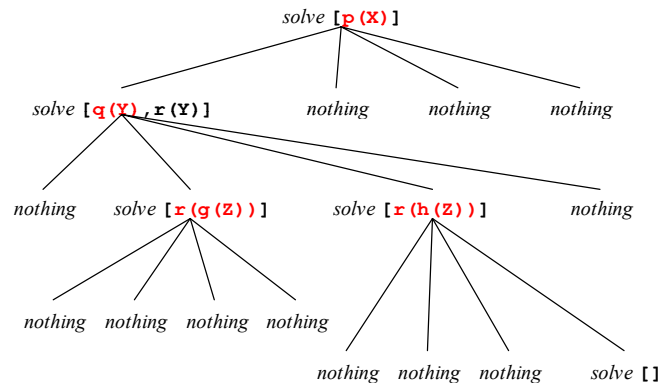 solve [p(X)]
solve [q(Y),r(Y)] nothing nothing nothing
nothing solve [r(g(Z))] solve [r(h(Z))] nothing
nothing nothing nothing nothing
nothing nothing nothing solve []